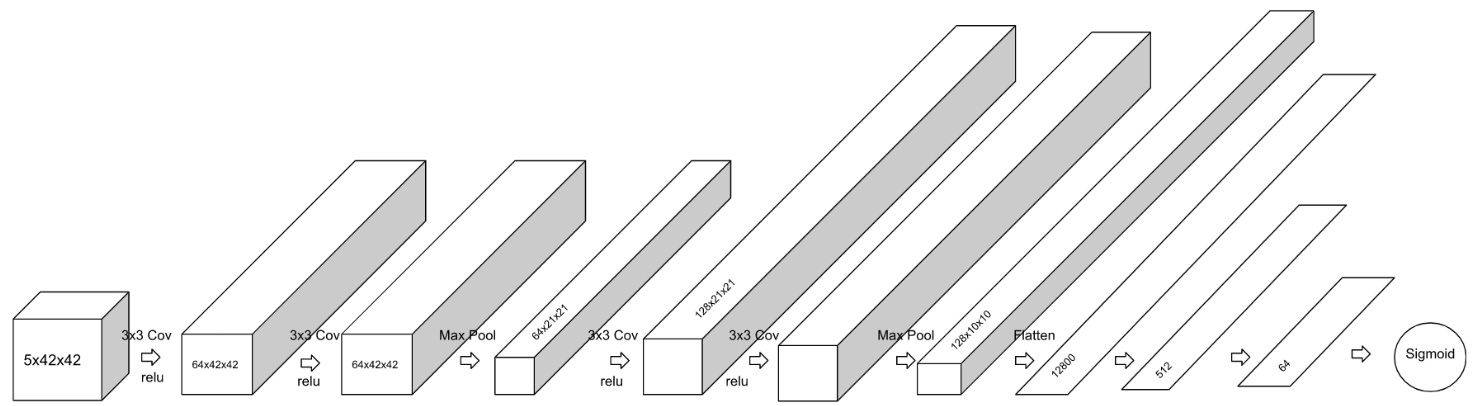 5x42x42
3x3 Cov
relu
64x42x42
3x3 Cov
relu
64x42x42
Max Pool
64x21x21
3x3 Cov
relu
128x21x21
3x3 Cov
relu
Max Pool
128x10x10
Flatten
12800
512
64
Sigmoid